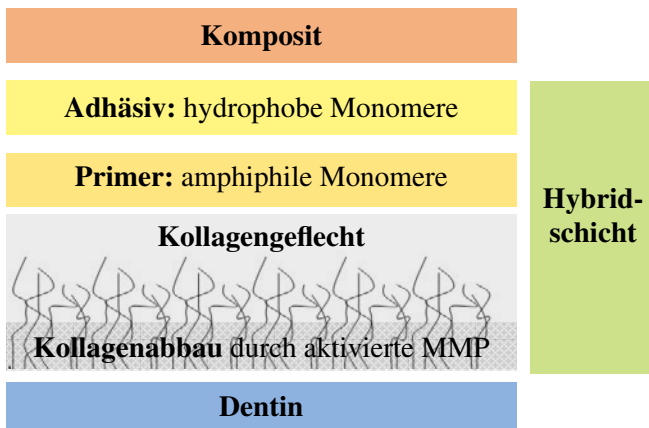 Komposit
Adhäsiv: hydrophobe Monomere
Primer: amphiphile Monomere
Kollagengeflecht
Kollagenabbau durch aktivierte MMP
Dentin
Hybrid-
schicht